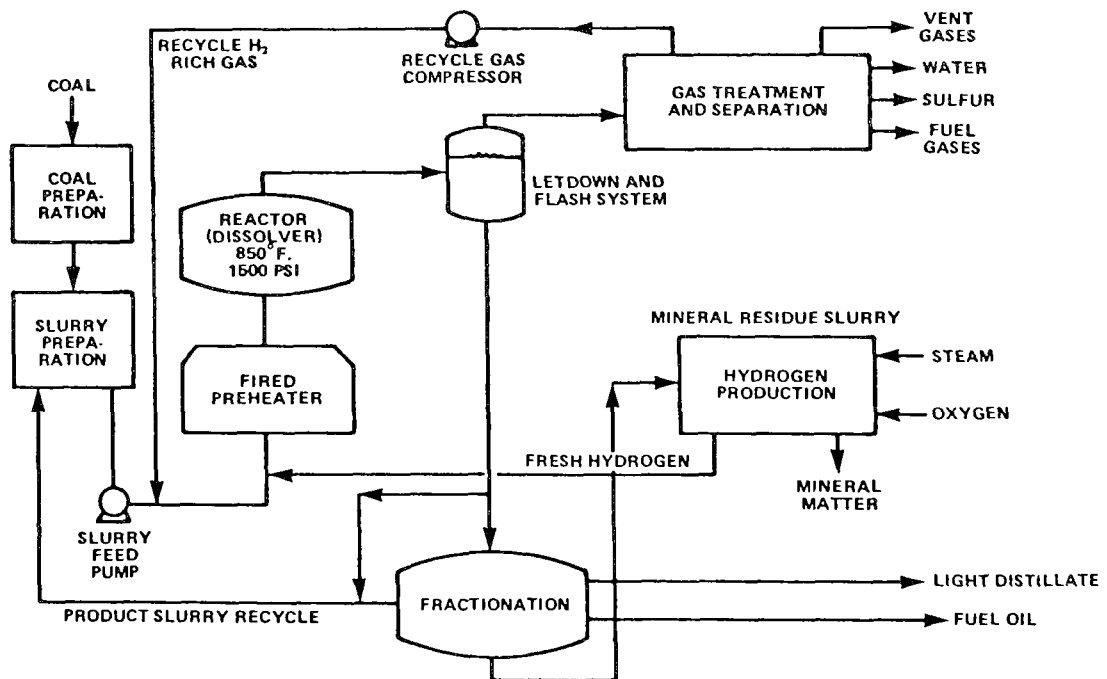 VENT
GASES
RECYCLE H₂
RICH GAS
RECYCLE GAS
COMPRESSOR
WATER
COAL
GAS TREATMENT
AND SEPARATION
SULFUR
FUEL
GASES
COAL
PREPA-
RATION
LETDOWN AND
FLASH SYSTEM
REACTOR
(DISSOLVER)
850°F.
1500 PSI
SLURRY
PREPA-
RATION
MINERAL RESIDUE SLURRY
STEAM
FIRED
PREHEATER
HYDROGEN
PRODUCTION
OXYGEN
FRESH HYDROGEN
MINERAL
MATTER
SLURRY
FEED
PUMP
LIGHT DISTILLATE
FRACTIONATION
PRODUCT SLURRY RECYCLE
FUEL OIL